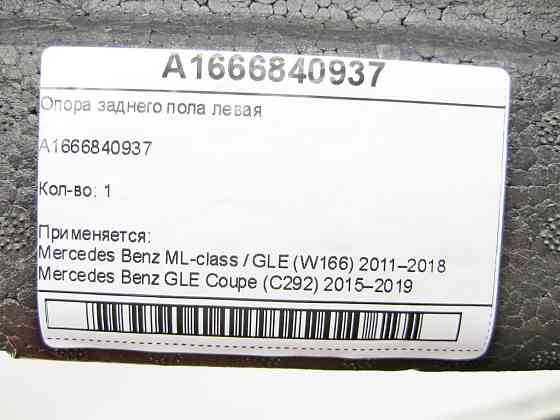 A1666840937
Опора заднего пола левая
A1666840937
Кол-во: 1
Применяется:
Mercedes Benz ML-class / GLE (W166) 2011–2018
Mercedes Benz GLE Coupe (C292) 2015–2019